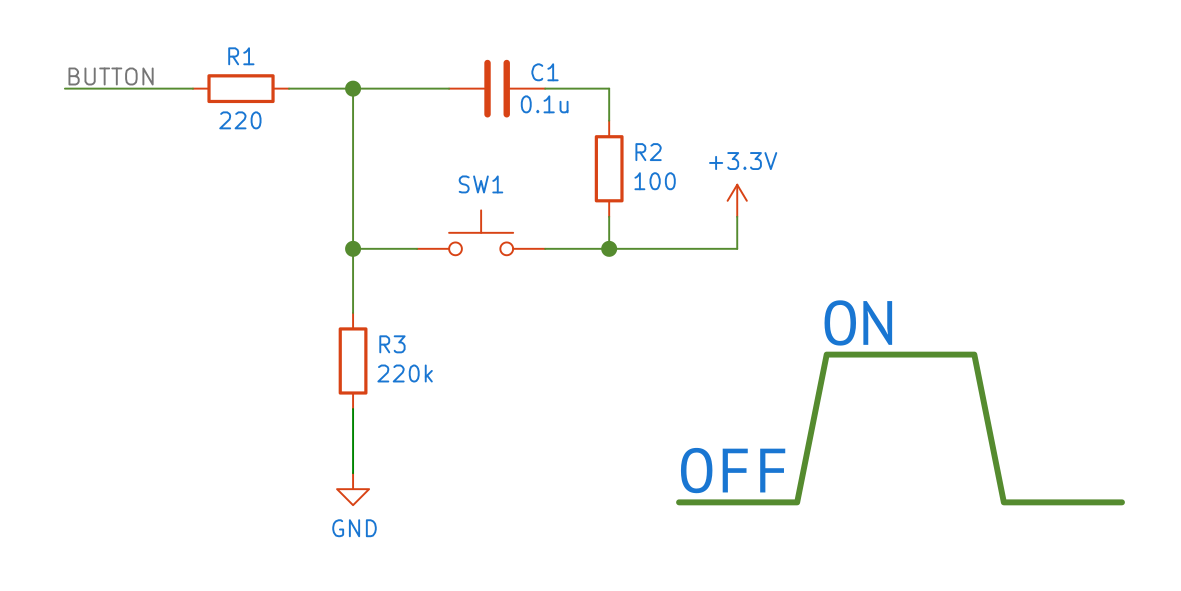 BUTTON
R1
220
C1
0.1u
R2
100
+3.3V
SW1
R3
220k
GND
ON
OFF